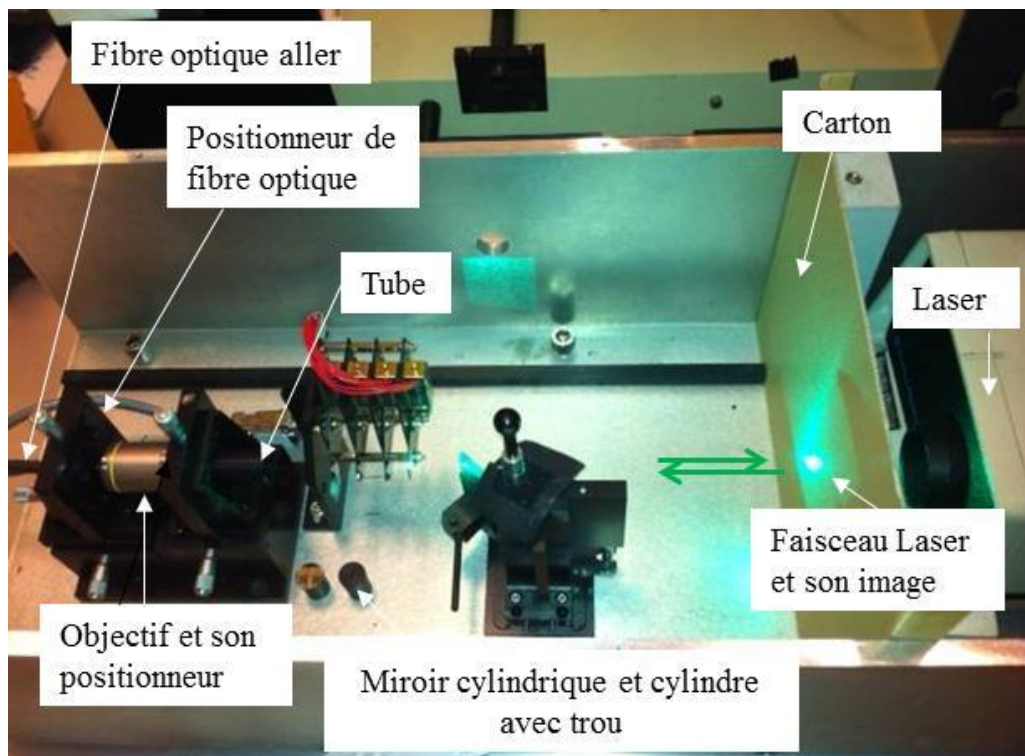 Fibre optique aller
Positionneur de
fibre optique
Carton
Tube
Laser
Faisceau Laser
et son image
Objectif et son
positionneur
Miroir cylindrique et cylindre
avec trou